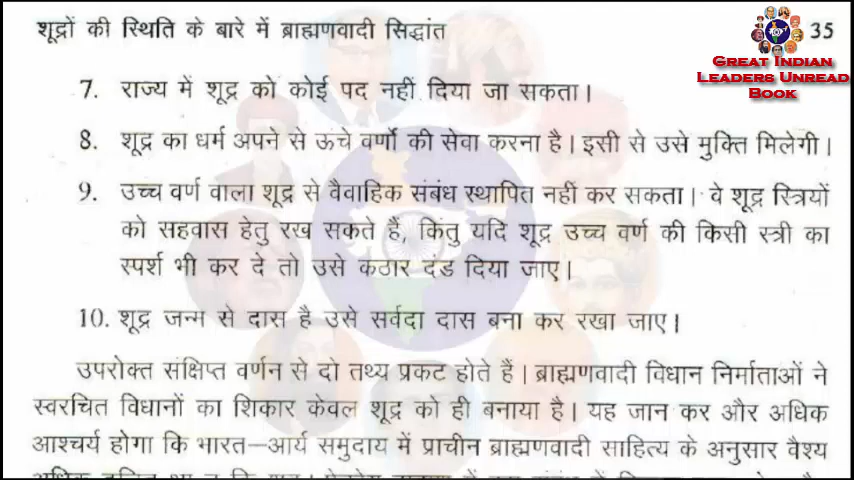 शूद्रों की स्थिति के बारे में ब्राह्मणवादी सिद्धांत 35
Great Indian
Leaders Unread
Book
7. राज्य में शूद्र को कोई पद नहीं दिया जा सकता।
8. शूद्र का धर्म अपने से ऊंचे वर्णों की सेवा करना है। इसी से उसे मुक्ति मिलेगी।
9. उच्च वर्ण वाला शूद्र से वैवाहिक संबंध स्थापित नहीं कर सकता। वे शूद्र स्त्रियों
को सहवास हेतु रख सकते हैं, किंतु यदि शूद्र उच्च वर्ण की किसी स्त्री का
स्पर्श भी कर दे तो उसे कठोर दंड दिया जाए।
10. शूद्र जन्म से दास है उसे सर्वदा दास बना कर रखा जाए।
उपरोक्त संक्षिप्त वर्णन से दो तथ्य प्रकट होते हैं। ब्राह्मणवादी विधान निर्माताओं ने
स्वरचित विधानों का शिकार केवल शूद्र को ही बनाया है। यह जान कर और अधिक
आश्चर्य होगा कि भारत–आर्य समुदाय में प्राचीन ब्राह्मणवादी साहित्य के अनुसार वैश्य